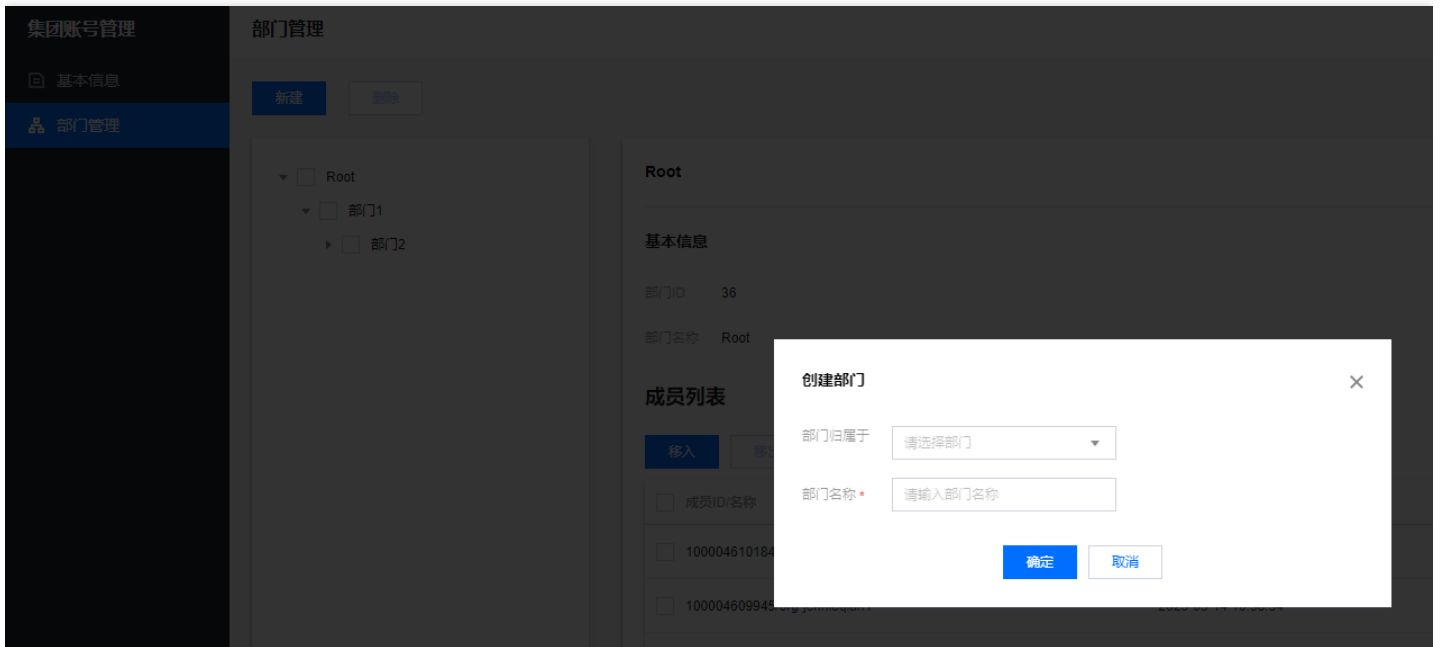 集团账号管理
部门管理
基本信息
新建
删除
部门管理
Root
Root
部门1
基本信息
部门2
部门ID 36
部门名称 Root
创建部门
成员列表
部门归属于 请选择部门
移入
部门名称 * 请输入部门名称
成员ID/名称
100004610184
确定
取消
100004609945